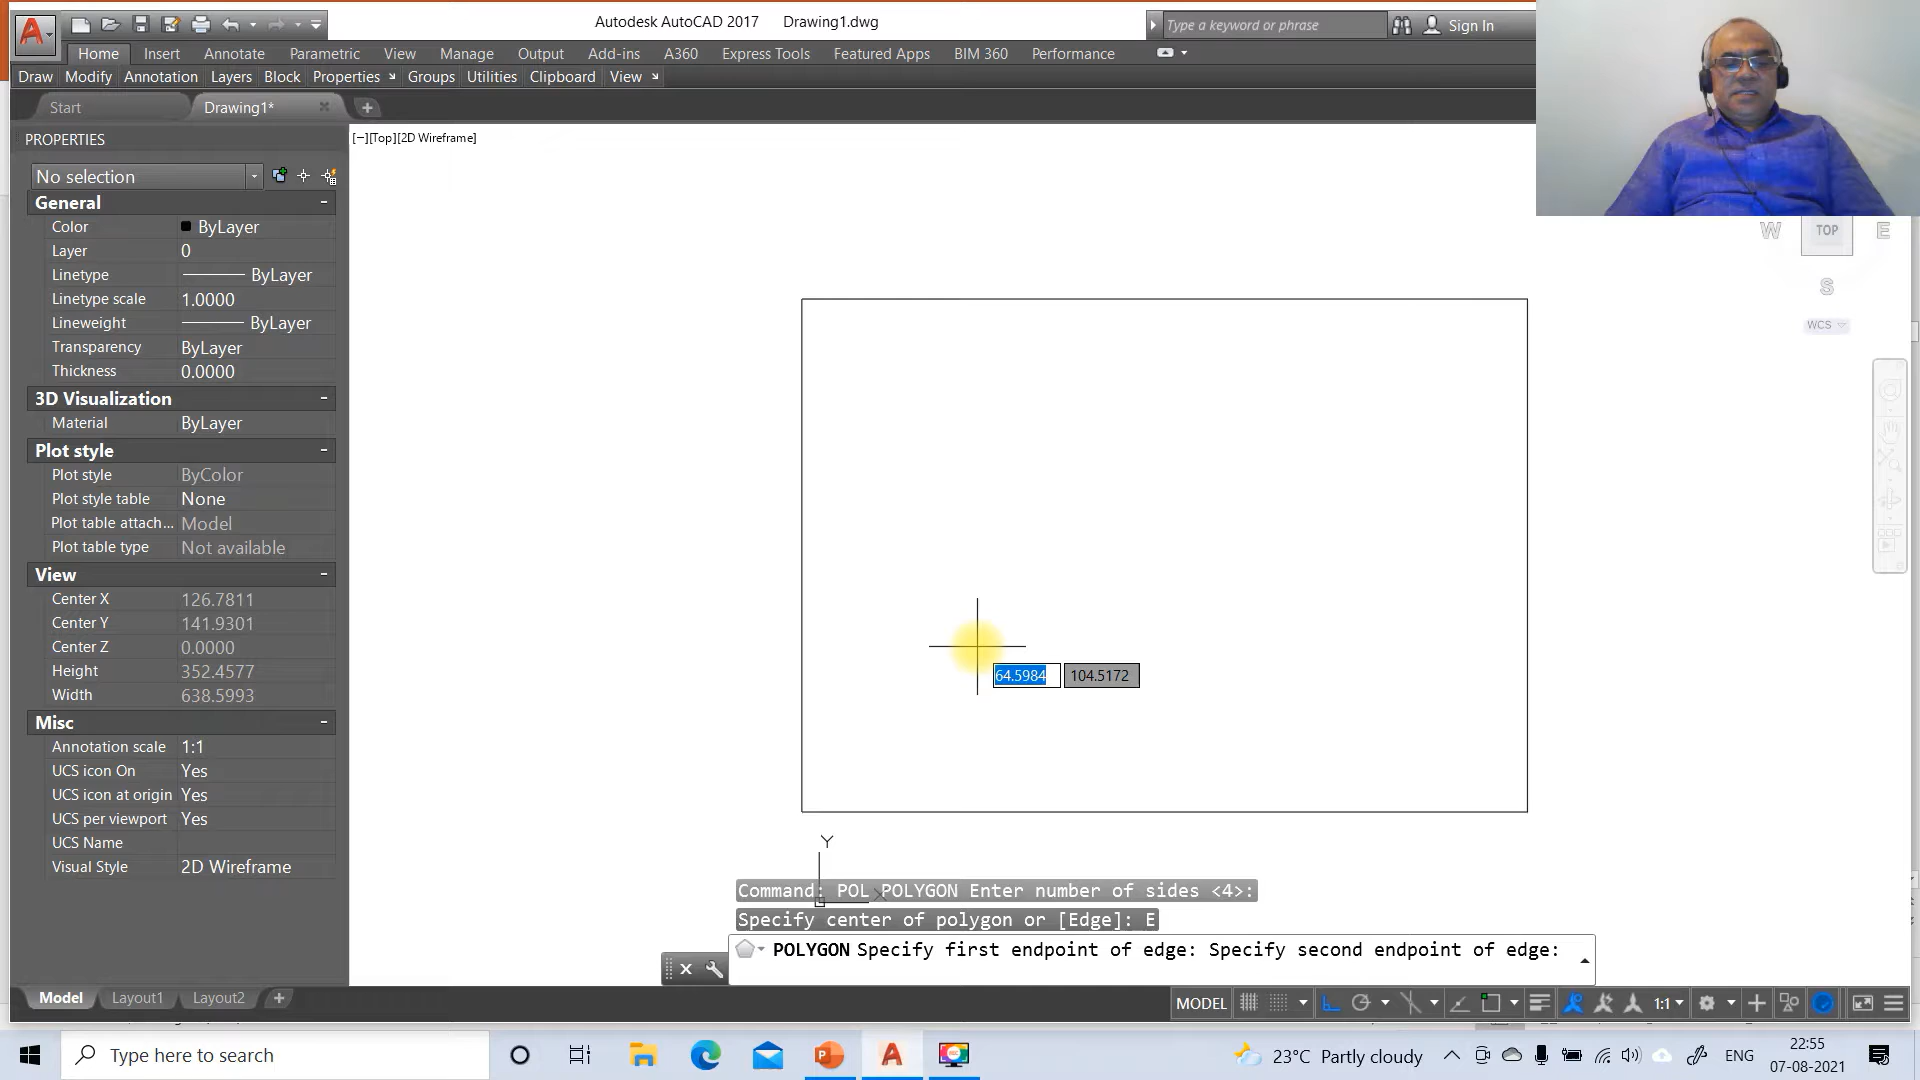 Autodesk AutoCAD 2017 Drawing1.dwg
Type a keyword or phrase
Sign In
Home Insert Annotate Parametric View Manage Output Add-ins A360 Express Tools Featured Apps BIM 360 Performance
Draw Modify Annotation Layers Block Properties Groups Utilities Clipboard View
Start Drawing1*
PROPERTIES
[−][Top][2D Wireframe]
No selection
General
Color ByLayer
Layer 0
Linetype ByLayer
Linetype scale 1.0000
Lineweight ByLayer
Transparency ByLayer
Thickness 0.0000
3D Visualization
Material ByLayer
Plot style
Plot style ByColor
Plot style table None
Plot table attach... Model
Plot table type Not available
View
Center X 126.7811
Center Y 141.9301
Center Z 0.0000
Height 352.4577
Width 638.5993
Misc
Annotation scale 1:1
UCS icon On Yes
UCS icon at origin Yes
UCS per viewport Yes
UCS Name
Visual Style 2D Wireframe
W TOP E
S
WCS
64.5984 104.5172
Y
X
Command: POL POLYGON Enter number of sides <4>:
Specify center of polygon or [Edge]: E
POLYGON Specify first endpoint of edge: Specify second endpoint of edge:
Model Layout1 Layout2
MODEL 1:1
Type here to search
23°C Partly cloudy
ENG
22:55
07-08-2021